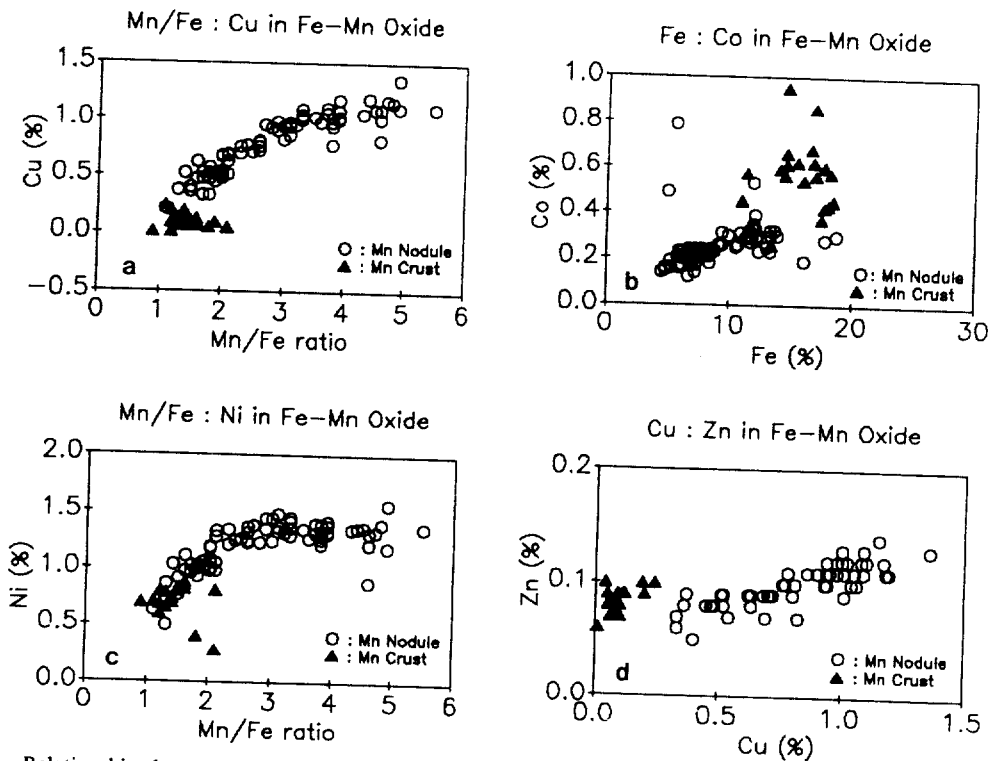 Mn/Fe : Cu in Fe-Mn Oxide
1.5
1.0
0.5
0.0
-0.5
Cu (%)
a
○ : Mn Nodule
▲ : Mn Crust
0 1 2 3 4 5 6
Mn/Fe ratio
Fe : Co in Fe-Mn Oxide
1.0
0.8
0.6
0.4
0.2
0.0
Co (%)
b
○ : Mn Nodule
▲ : Mn Crust
0 10 20 30
Fe (%)
Mn/Fe : Ni in Fe-Mn Oxide
2.0
1.5
1.0
0.5
0.0
Ni (%)
c
○ : Mn Nodule
▲ : Mn Crust
0 1 2 3 4 5 6
Mn/Fe ratio
Cu : Zn in Fe-Mn Oxide
0.2
0.1
0.0
Zn (%)
d
○ : Mn Nodule
▲ : Mn Crust
0.0 0.5 1.0 1.5
Cu (%)